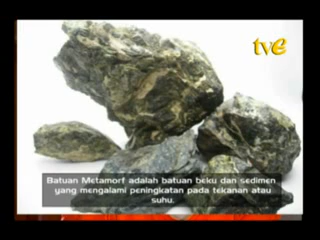 tve
Batuan Metamorf adalah batuan beku dan sedimen
yang mengalami peningkatan pada tekanan atau
suhu.